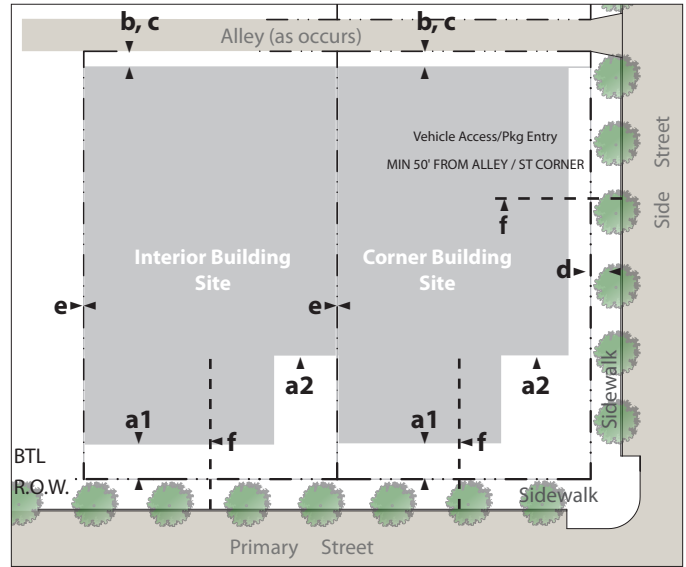 b, c
b, c
Alley (as occurs)
Vehicle Access/Pkg Entry
MIN 50' FROM ALLEY / ST CORNER
Street
Side
f
Interior Building
Site
Corner Building
Site
d
e
e
a2
a2
Sidewalk
a1
f
a1
f
BTL
R.O.W.
Sidewalk
Primary Street